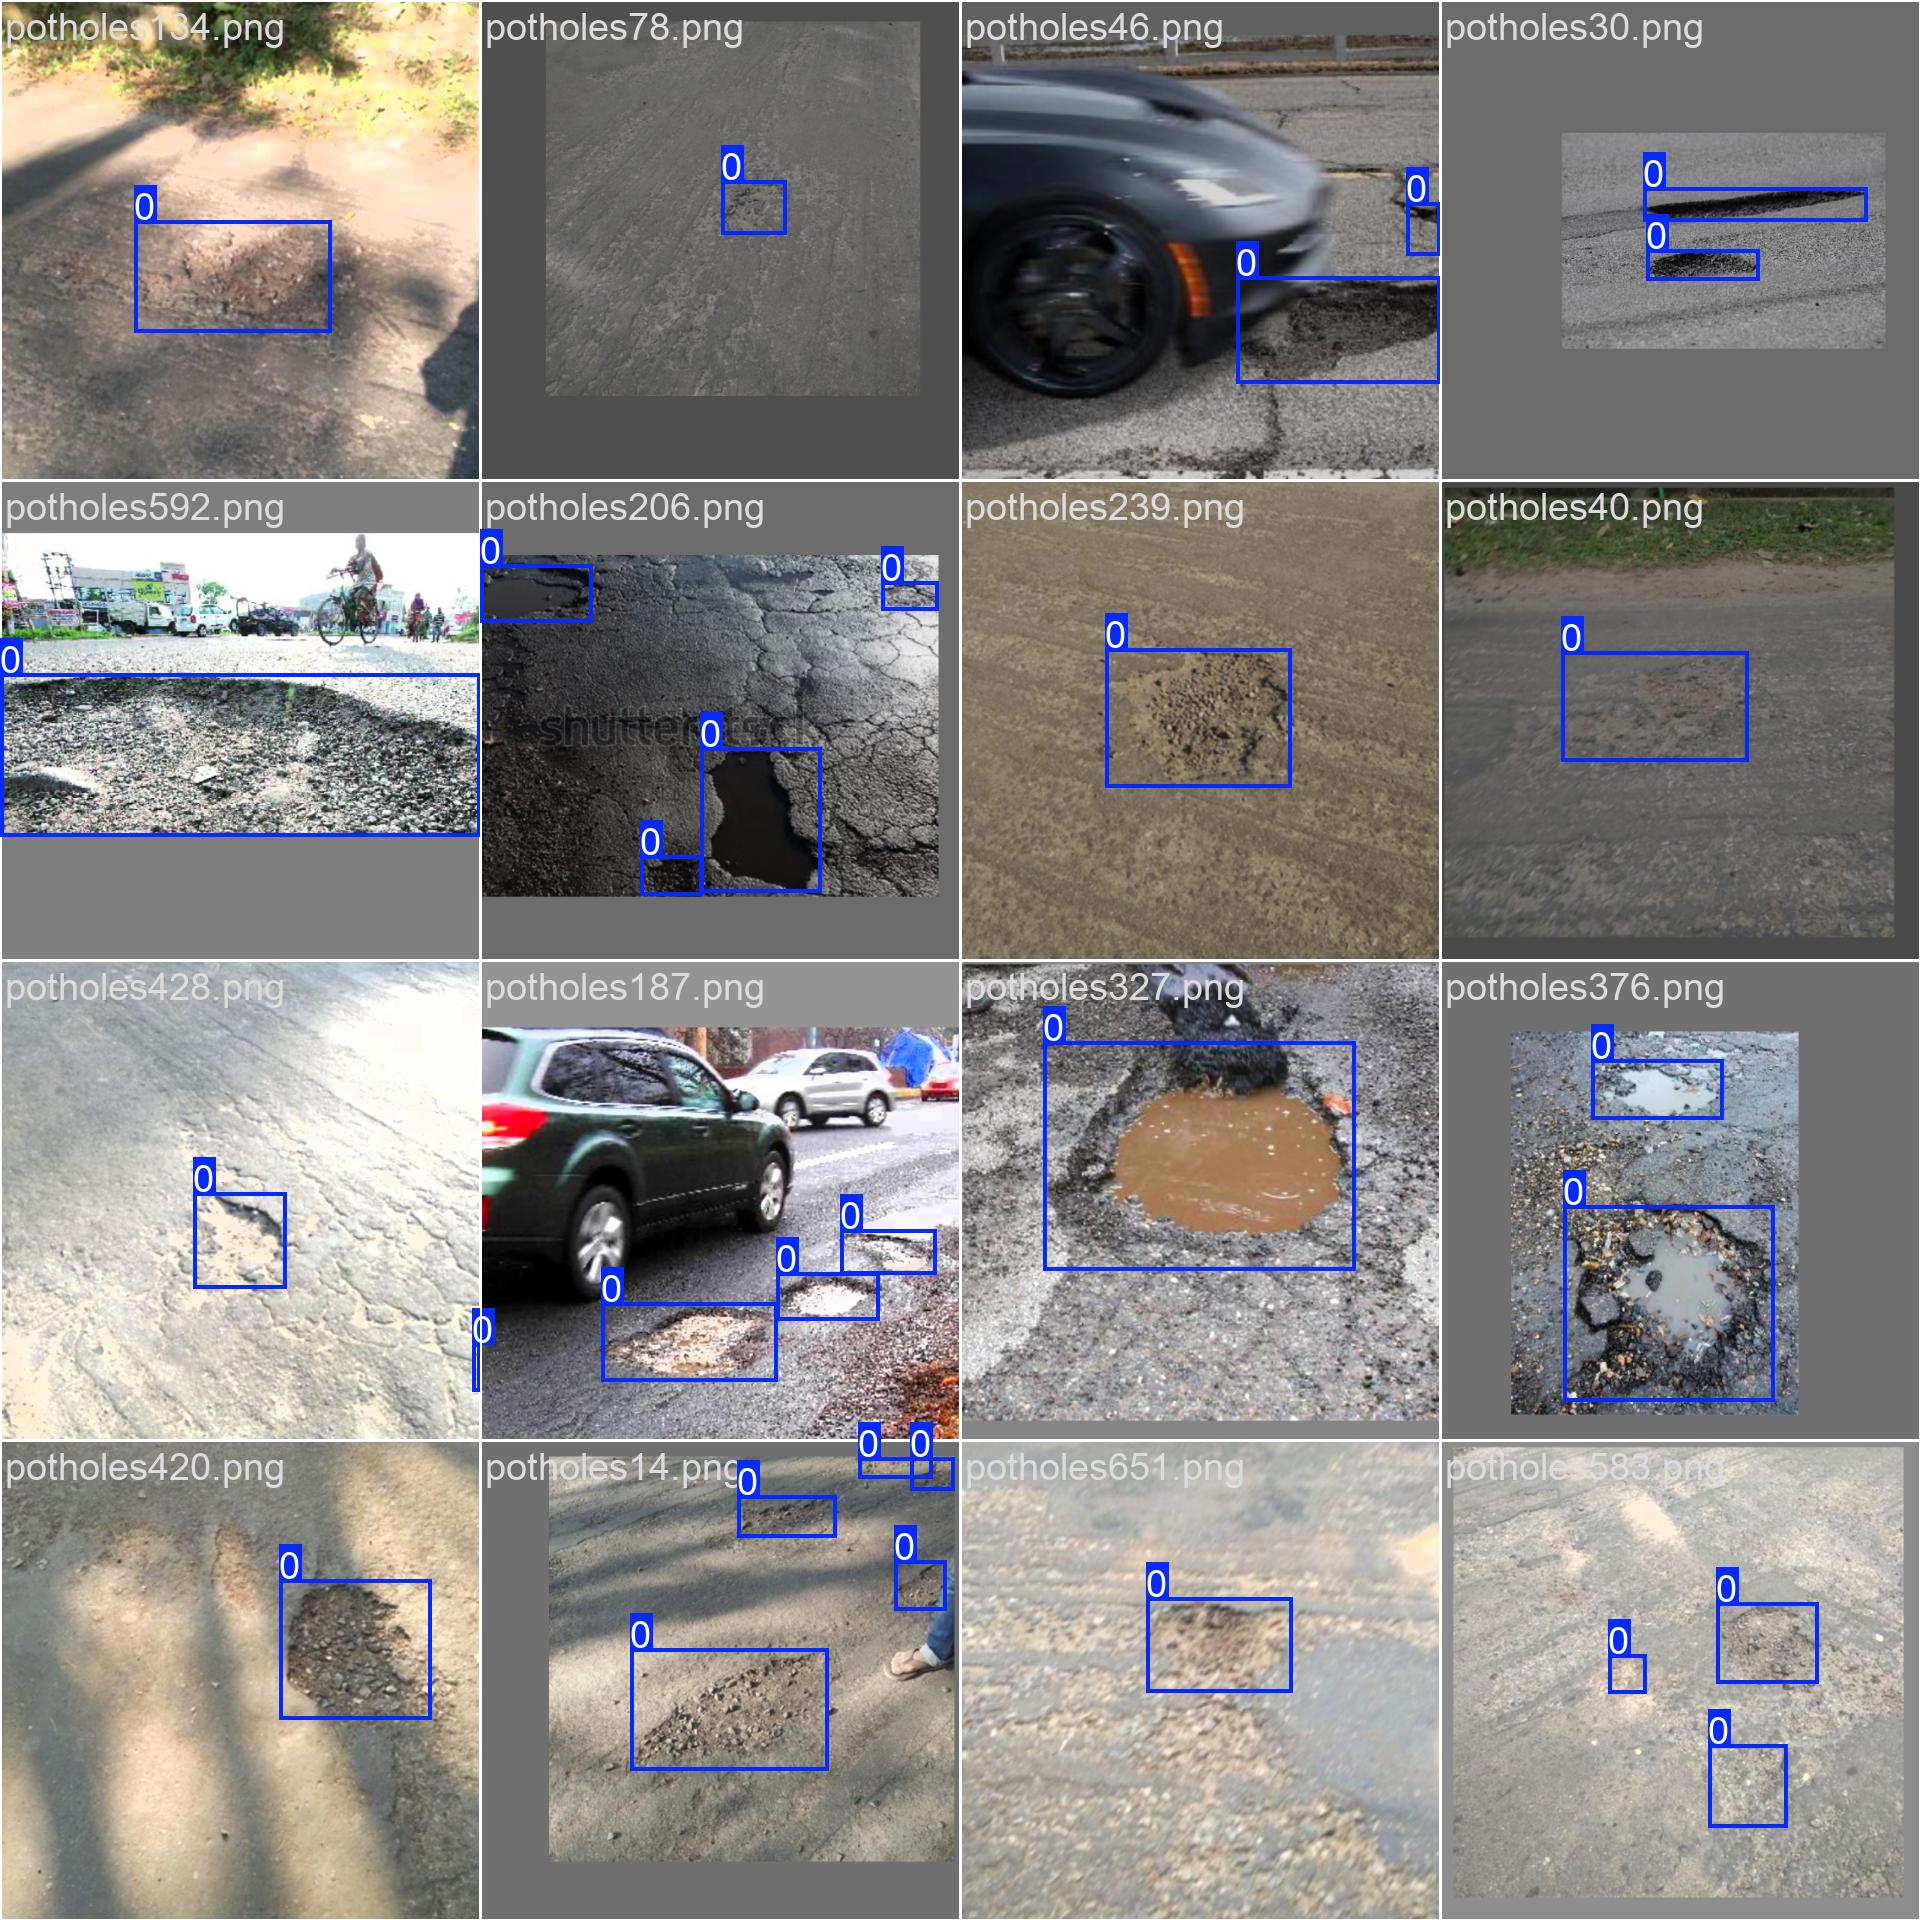 potholes134.png
potholes78.png
potholes46.png
potholes30.png
0
0
0
0
0
0
potholes592.png
potholes206.png
potholes239.png
potholes40.png
0
0
0
0
0
0
0
shutterstock
potholes428.png
potholes187.png
potholes327.png
potholes376.png
0
0
0
0
0
0
0
0
potholes420.png
potholes14.png
potholes651.png
potholes583.png
0
0
0
0
0
0
0
0
0
0